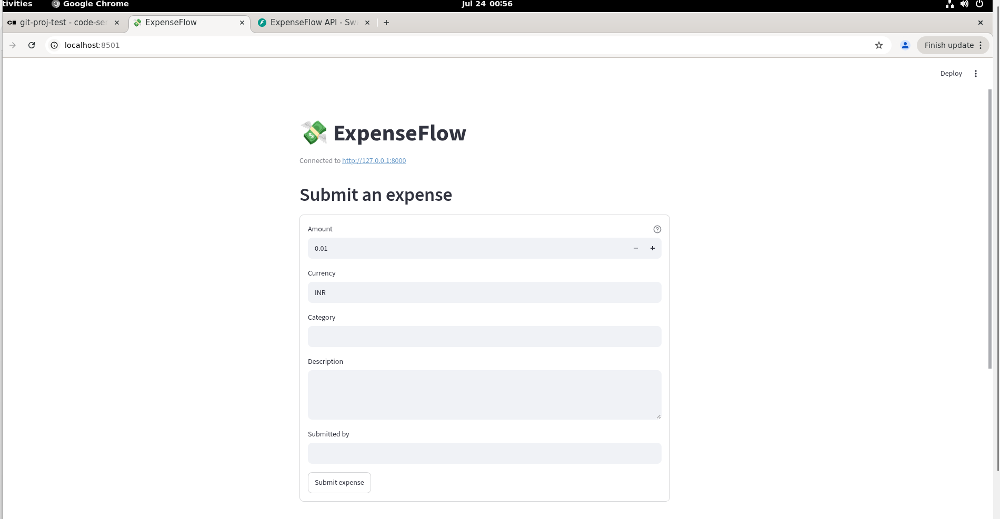 tivities Google Chrome Jul 24 00:56
git-proj-test - code-ser ExpenseFlow ExpenseFlow API - Swa
localhost:8501 Finish update
Deploy
ExpenseFlow
Connected to http://127.0.0.1:8000
Submit an expense
Amount
0.01
Currency
INR
Category
Description
Submitted by
Submit expense